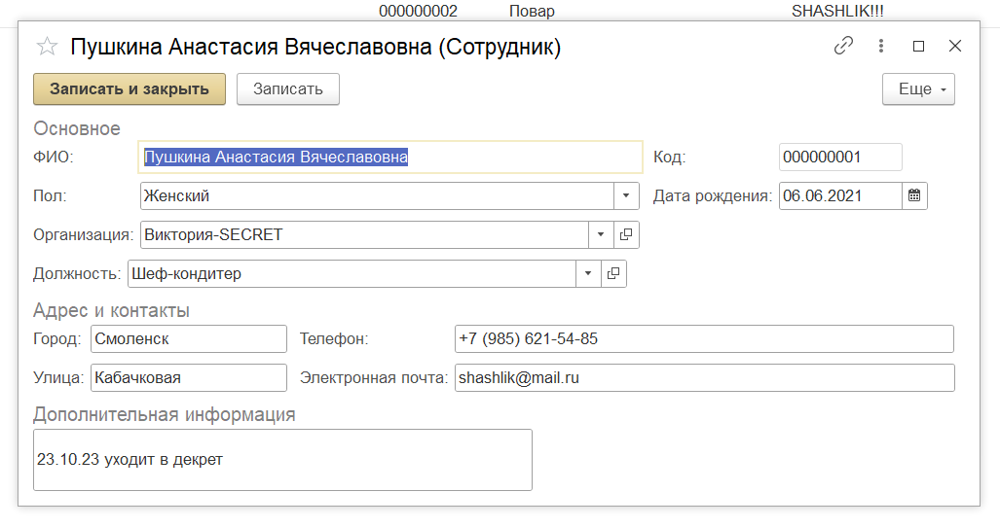 000000002 Повар SHASHLIK!!!
Пушкина Анастасия Вячеславовна (Сотрудник)
Записать и закрыть Записать Еще
Основное
ФИО: Пушкина Анастасия Вячеславовна Код: 000000001
Пол: Женский Дата рождения: 06.06.2021
Организация: Виктория-SECRET
Должность: Шеф-кондитер
Адрес и контакты
Город: Смоленск Телефон: +7 (985) 621-54-85
Улица: Кабачковая Электронная почта: shashlik@mail.ru
Дополнительная информация
23.10.23 уходит в декрет